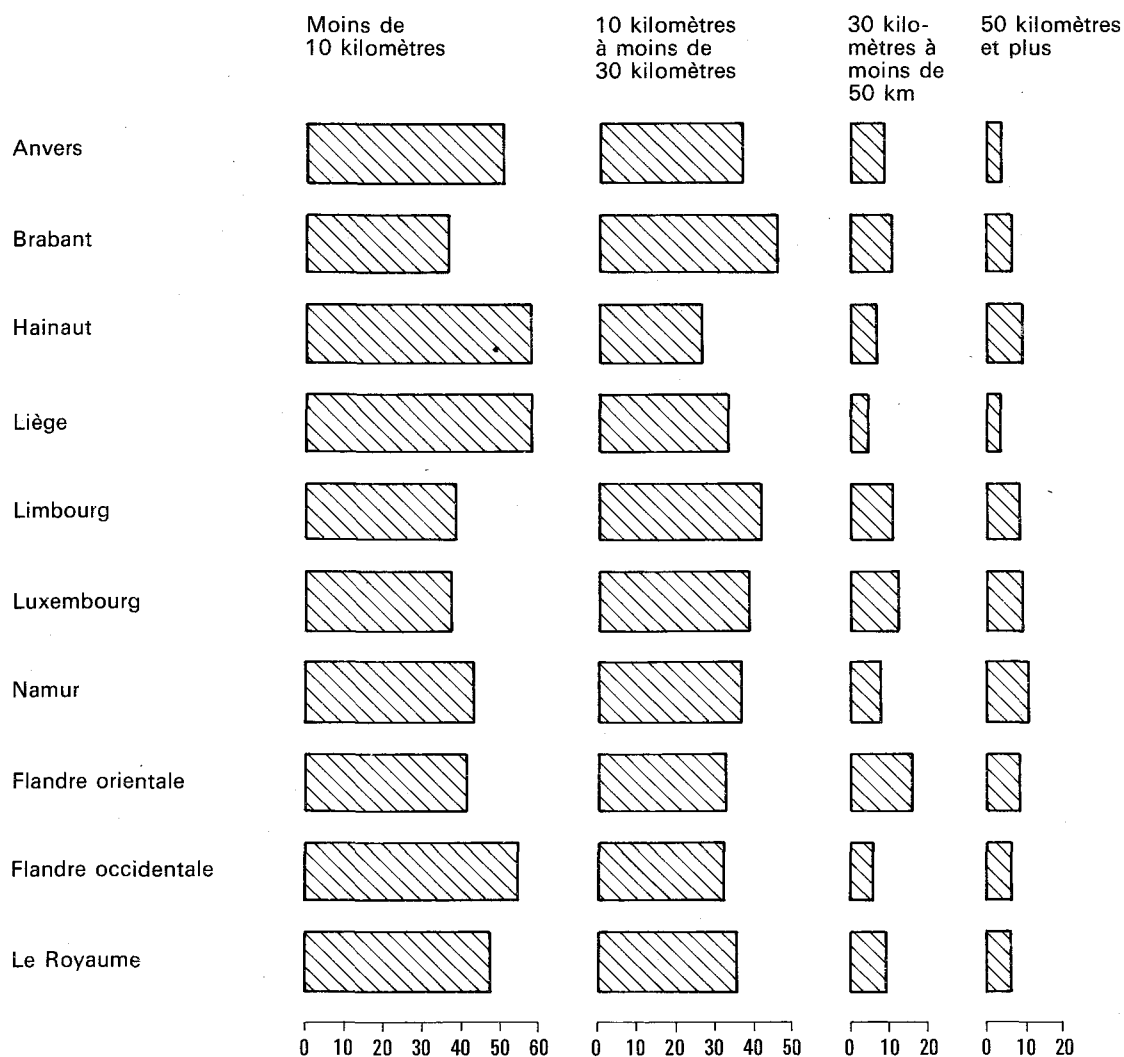 Moins de
10 kilomètres
10 kilomètres
à moins de
30 kilomètres
30 kilo-
mètres à
moins de
50 km
50 kilomètres
et plus
Anvers
Brabant
Hainaut
Liège
Limbourg
Luxembourg
Namur
Flandre orientale
Flandre occidentale
Le Royaume
0 10 20 30 40 50 60
0 10 20 30 40 50
0 10 20
0 10 20